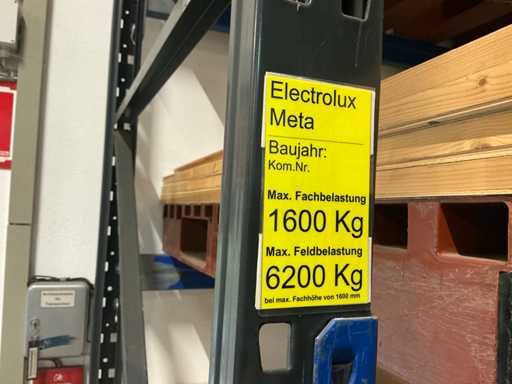 Electrolux
Meta
Baujahr:
Kom.Nr.
Max. Fachbelastung
1600 Kg
Max. Feldbelastung
6200 Kg
bei max. Fachhöhe von 1600 mm